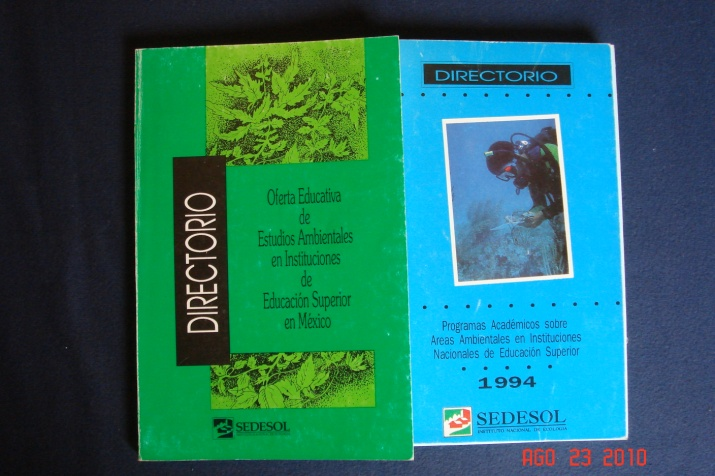 DIRECTORIO
Oferta Educativa
de
Estudios Ambientales
en Instituciones
de
Educación Superior
en México
SEDESOL
DIRECTORIO
Programas Académicos sobre
Areas Ambientales en Instituciones
Nacionales de Educación Superior
1994
SEDESOL
INSTITUTO NACIONAL DE ECOLOGIA
AGO 23 2010